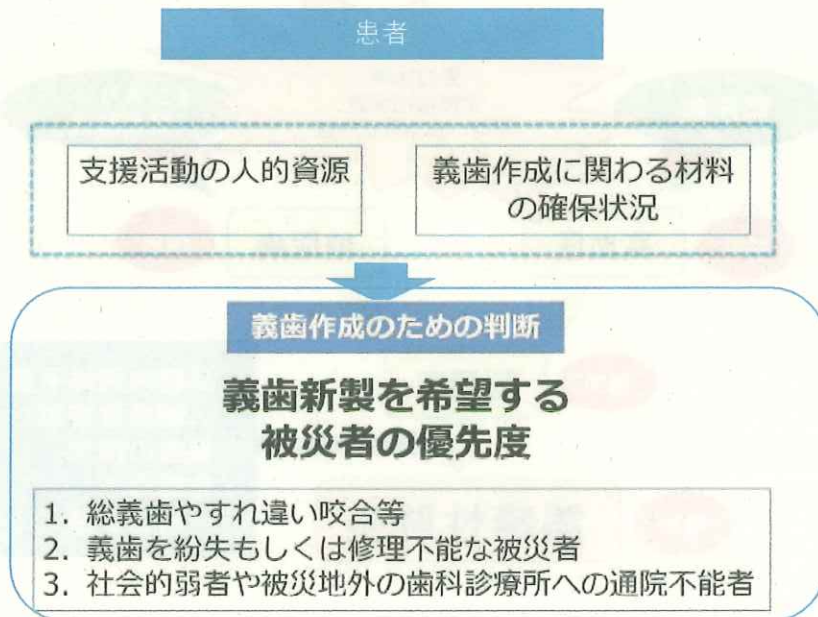 患者
支援活動の人的資源
義歯作成に関わる材料
の確保状況
義歯作成のための判断
義歯新製を希望する
被災者の優先度
1. 総義歯やすれ違い咬合等
2. 義歯を紛失もしくは修理不能な被災者
3. 社会的弱者や被災地外の歯科診療所への通院不能者